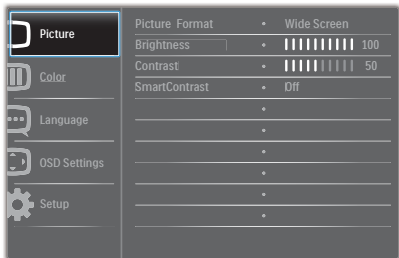 Picture
Color
Language
OSD Settings
Setup
Picture Format • Wide Screen
Brightness • 100
Contrast • 50
SmartContrast • Off
•
•
•
•
•
•